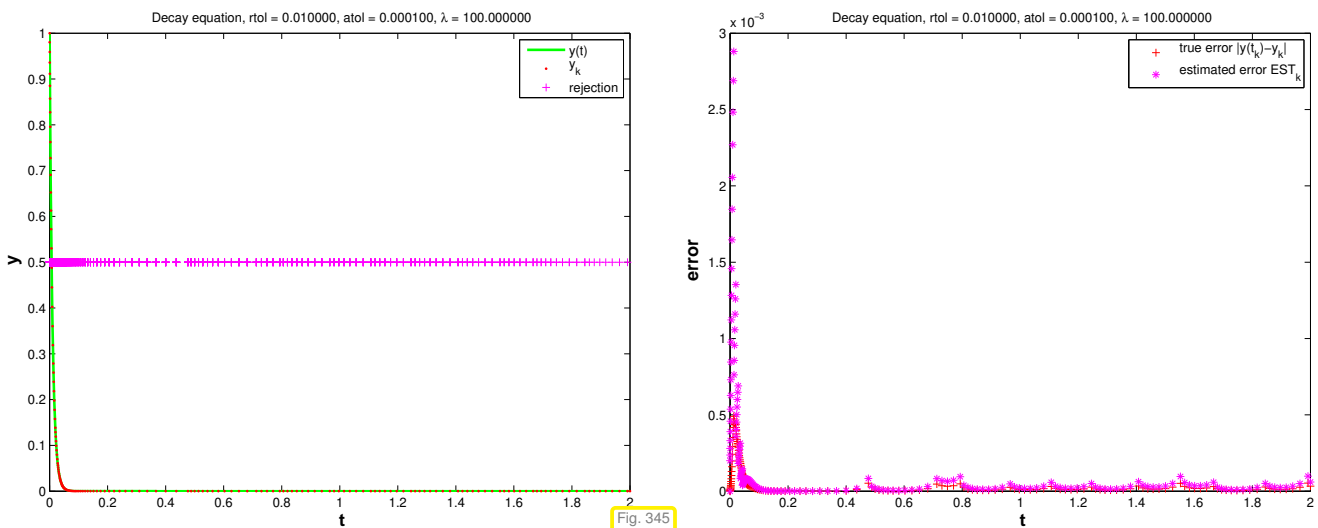 Decay equation, rtol = 0.010000, atol = 0.000100, λ = 100.000000
1
0.9
0.8
0.7
0.6
0.5
0.4
0.3
0.2
0.1
0
y
0 0.2 0.4 0.6 0.8 1 1.2 1.4 1.6 1.8 2
t
y(t)
y_k
rejection
Fig. 345
Decay equation, rtol = 0.010000, atol = 0.000100, λ = 100.000000
x 10^-3
3
2.5
2
1.5
1
0.5
0
error
0 0.2 0.4 0.6 0.8 1 1.2 1.4 1.6 1.8 2
t
true error |y(t_k)−y_k|
estimated error EST_k